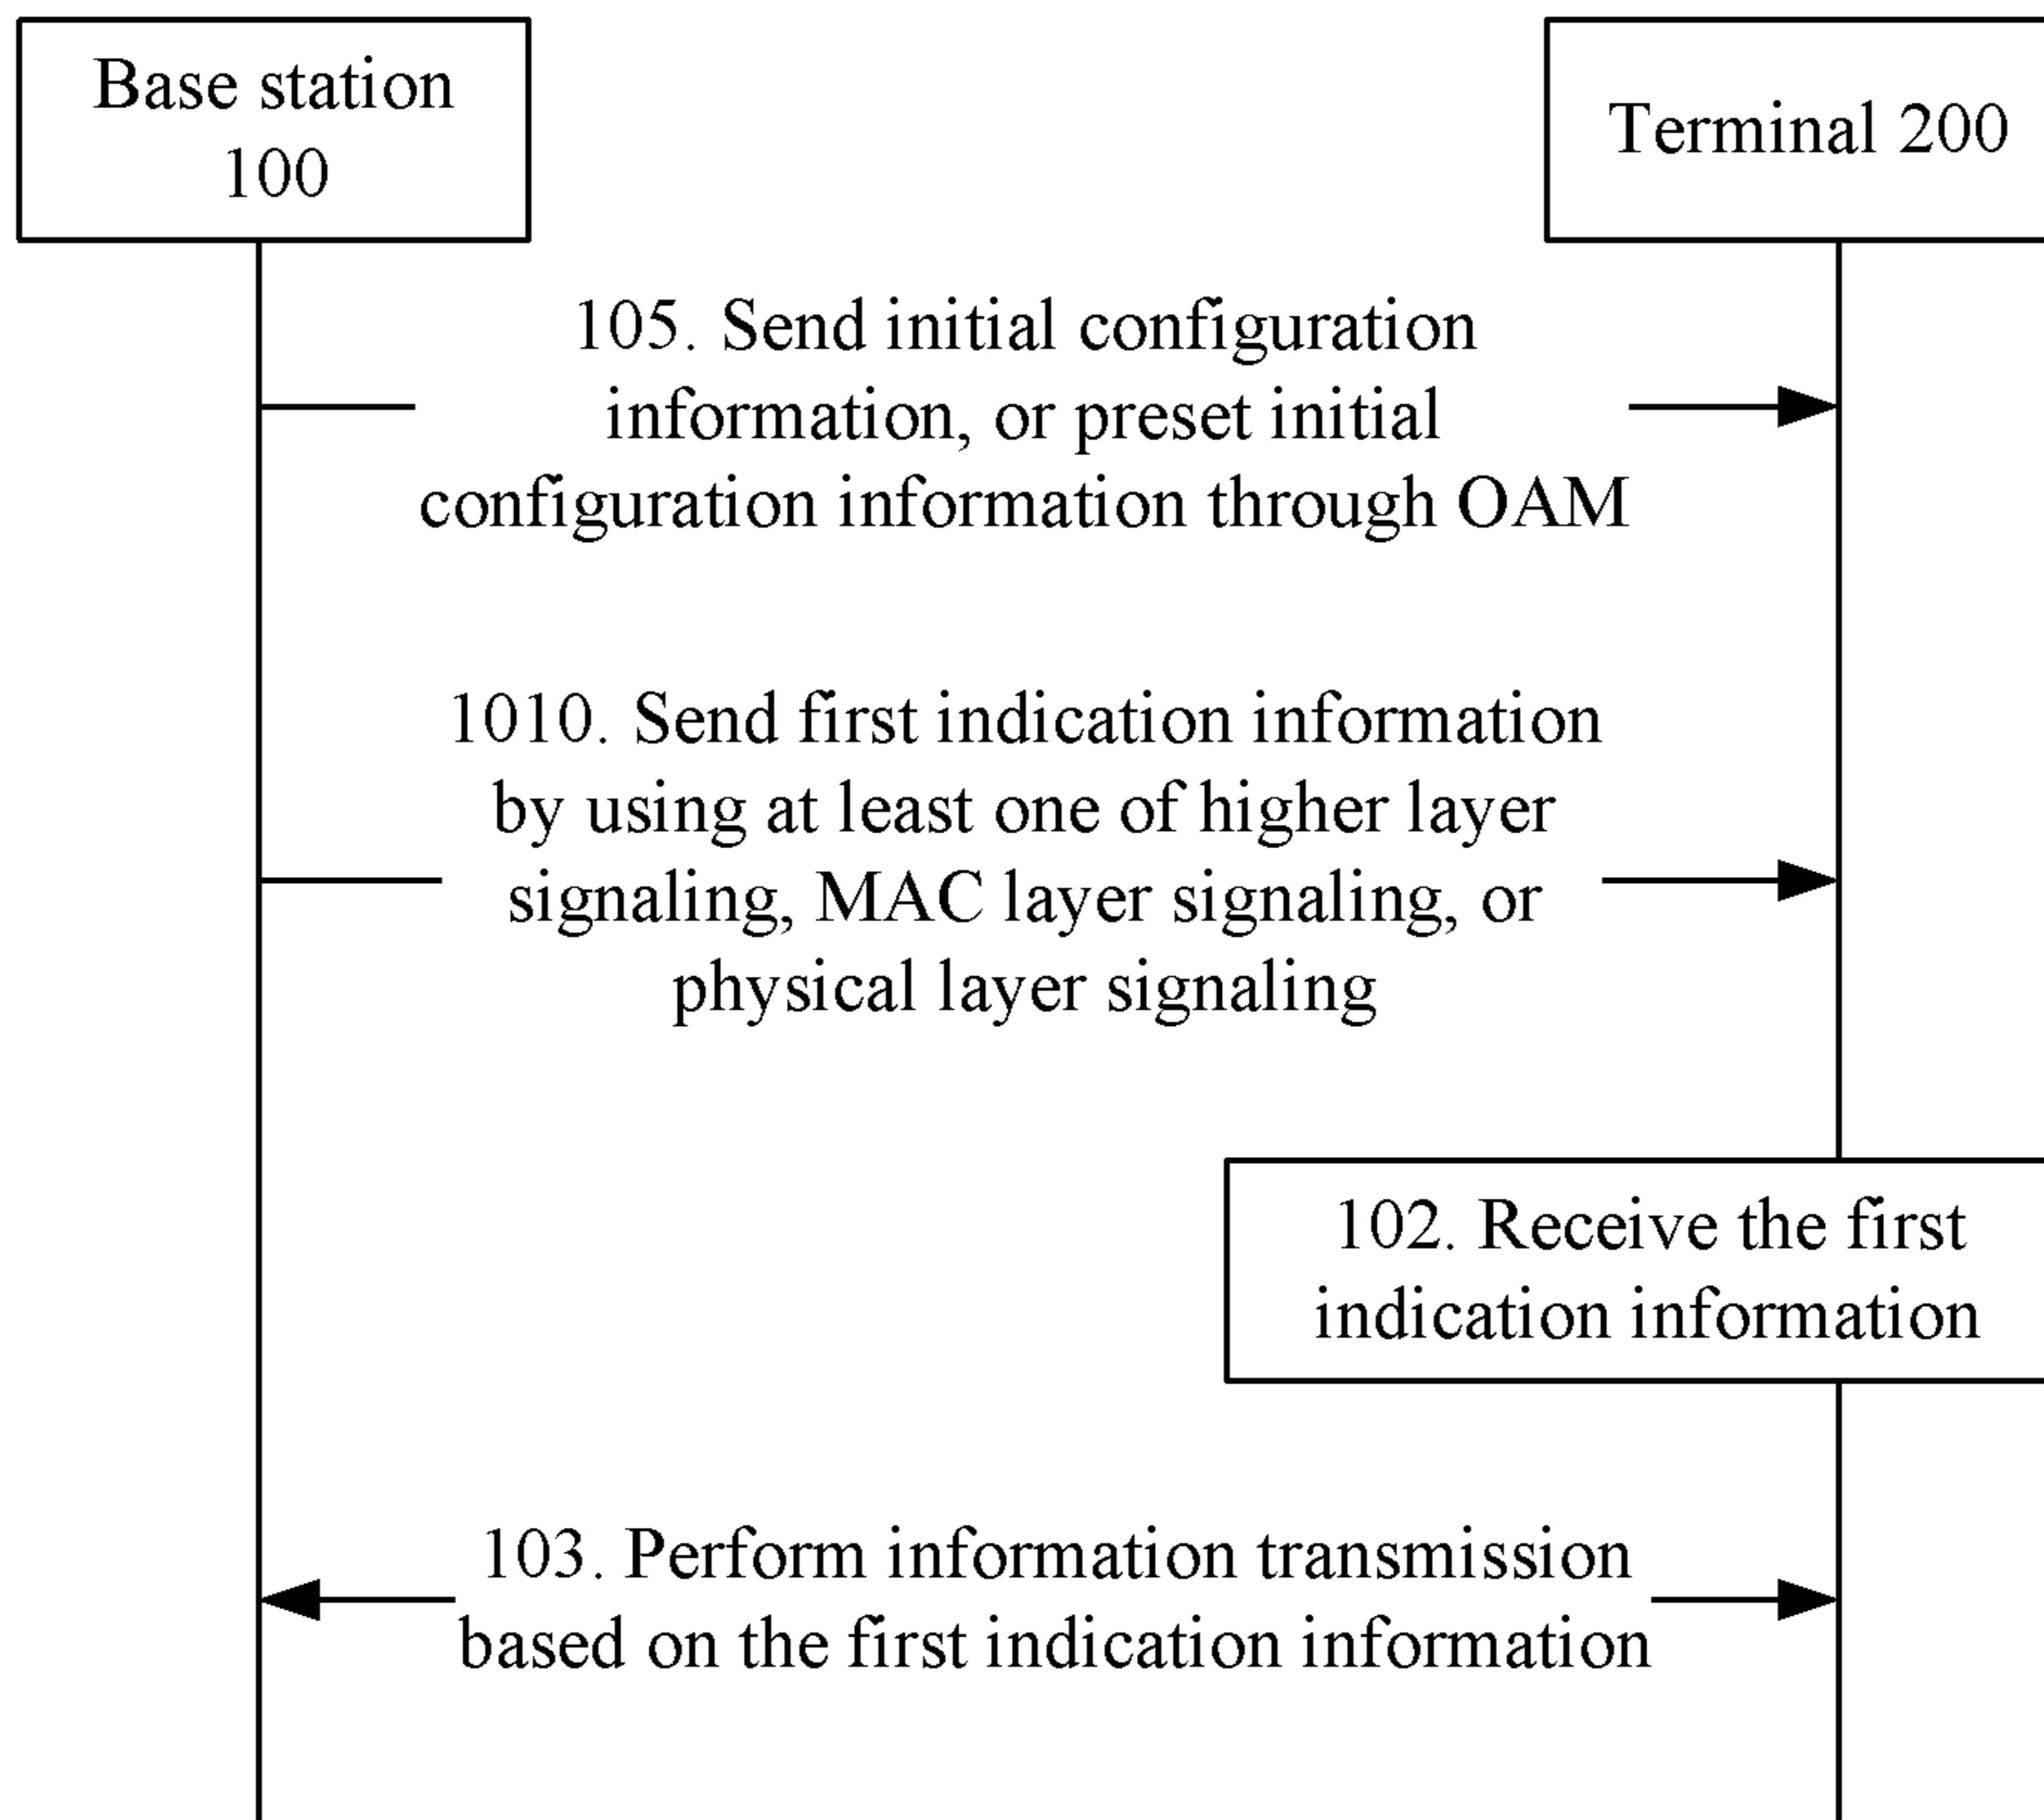 Base station
100
Terminal 200
105. Send initial configuration
information, or preset initial
configuration information through OAM
1010. Send first indication information
by using at least one of higher layer
signaling, MAC layer signaling, or
physical layer signaling
102. Receive the first
indication information
103. Perform information transmission
based on the first indication information